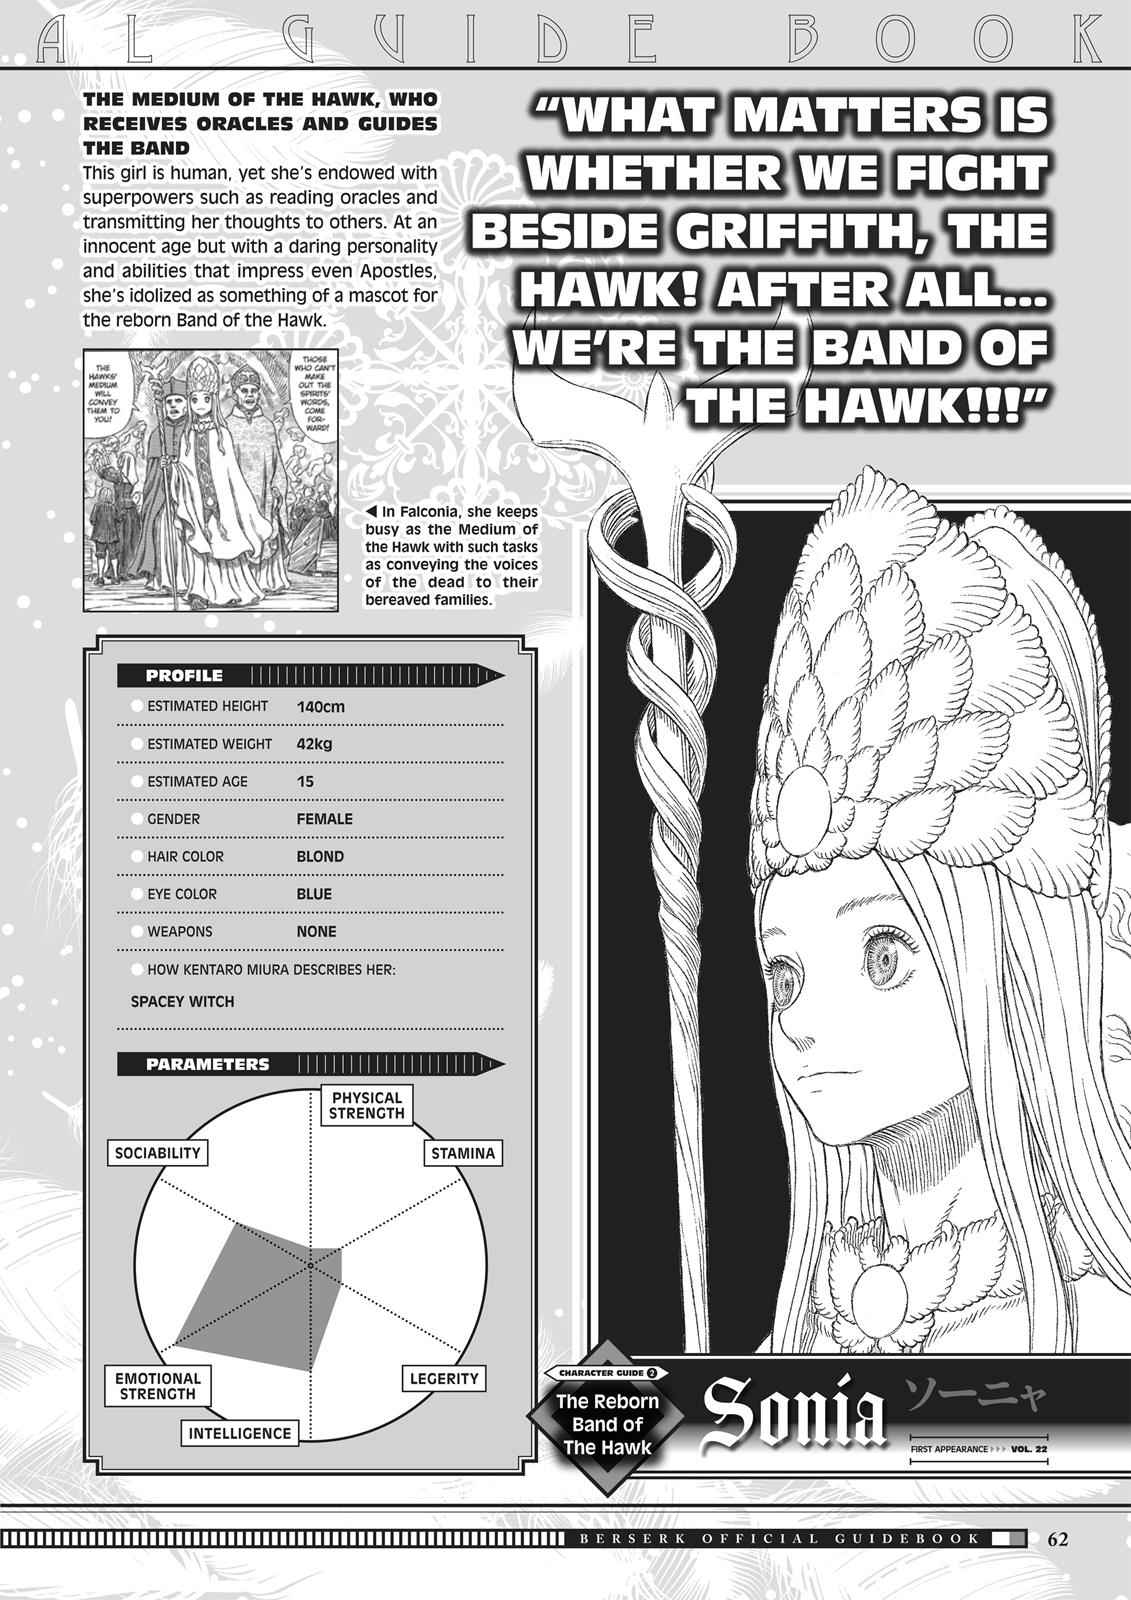 AL GUIDE BOOK
THE MEDIUM OF THE HAWK, WHO
RECEIVES ORACLES AND GUIDES
THE BAND
This girl is human, yet she's endowed with
superpowers such as reading oracles and
transmitting her thoughts to others. At an
innocent age but with a daring personality
and abilities that impress even Apostles,
she's idolized as something of a mascot for
the reborn Band of the Hawk.
"WHAT MATTERS IS
WHETHER WE FIGHT
BESIDE GRIFFITH, THE
HAWK! AFTER ALL...
WE'RE THE BAND OF
THE HAWK!!!"
THE
HAWKS'
MEDIUM
WILL
CONVEY
THEM TO
YOU!
THOSE
WHO CAN'T
MAKE
OUT THE
SPIRITS'
WORDS,
COME
FOR-
WARD!
◀ In Falconia, she keeps
busy as the Medium of
the Hawk with such tasks
as conveying the voices
of the dead to their
bereaved families.
PROFILE
ESTIMATED HEIGHT 140cm
ESTIMATED WEIGHT 42kg
ESTIMATED AGE 15
GENDER FEMALE
HAIR COLOR BLOND
EYE COLOR BLUE
WEAPONS NONE
HOW KENTARO MIURA DESCRIBES HER:
SPACEY WITCH
PARAMETERS
PHYSICAL
STRENGTH
SOCIABILITY
STAMINA
EMOTIONAL
STRENGTH
LEGERITY
INTELLIGENCE
CHARACTER GUIDE 2
The Reborn
Band of
The Hawk
Sonia
ソーニャ
FIRST APPEARANCE VOL. 22
BERSERK OFFICIAL GUIDEBOOK
62